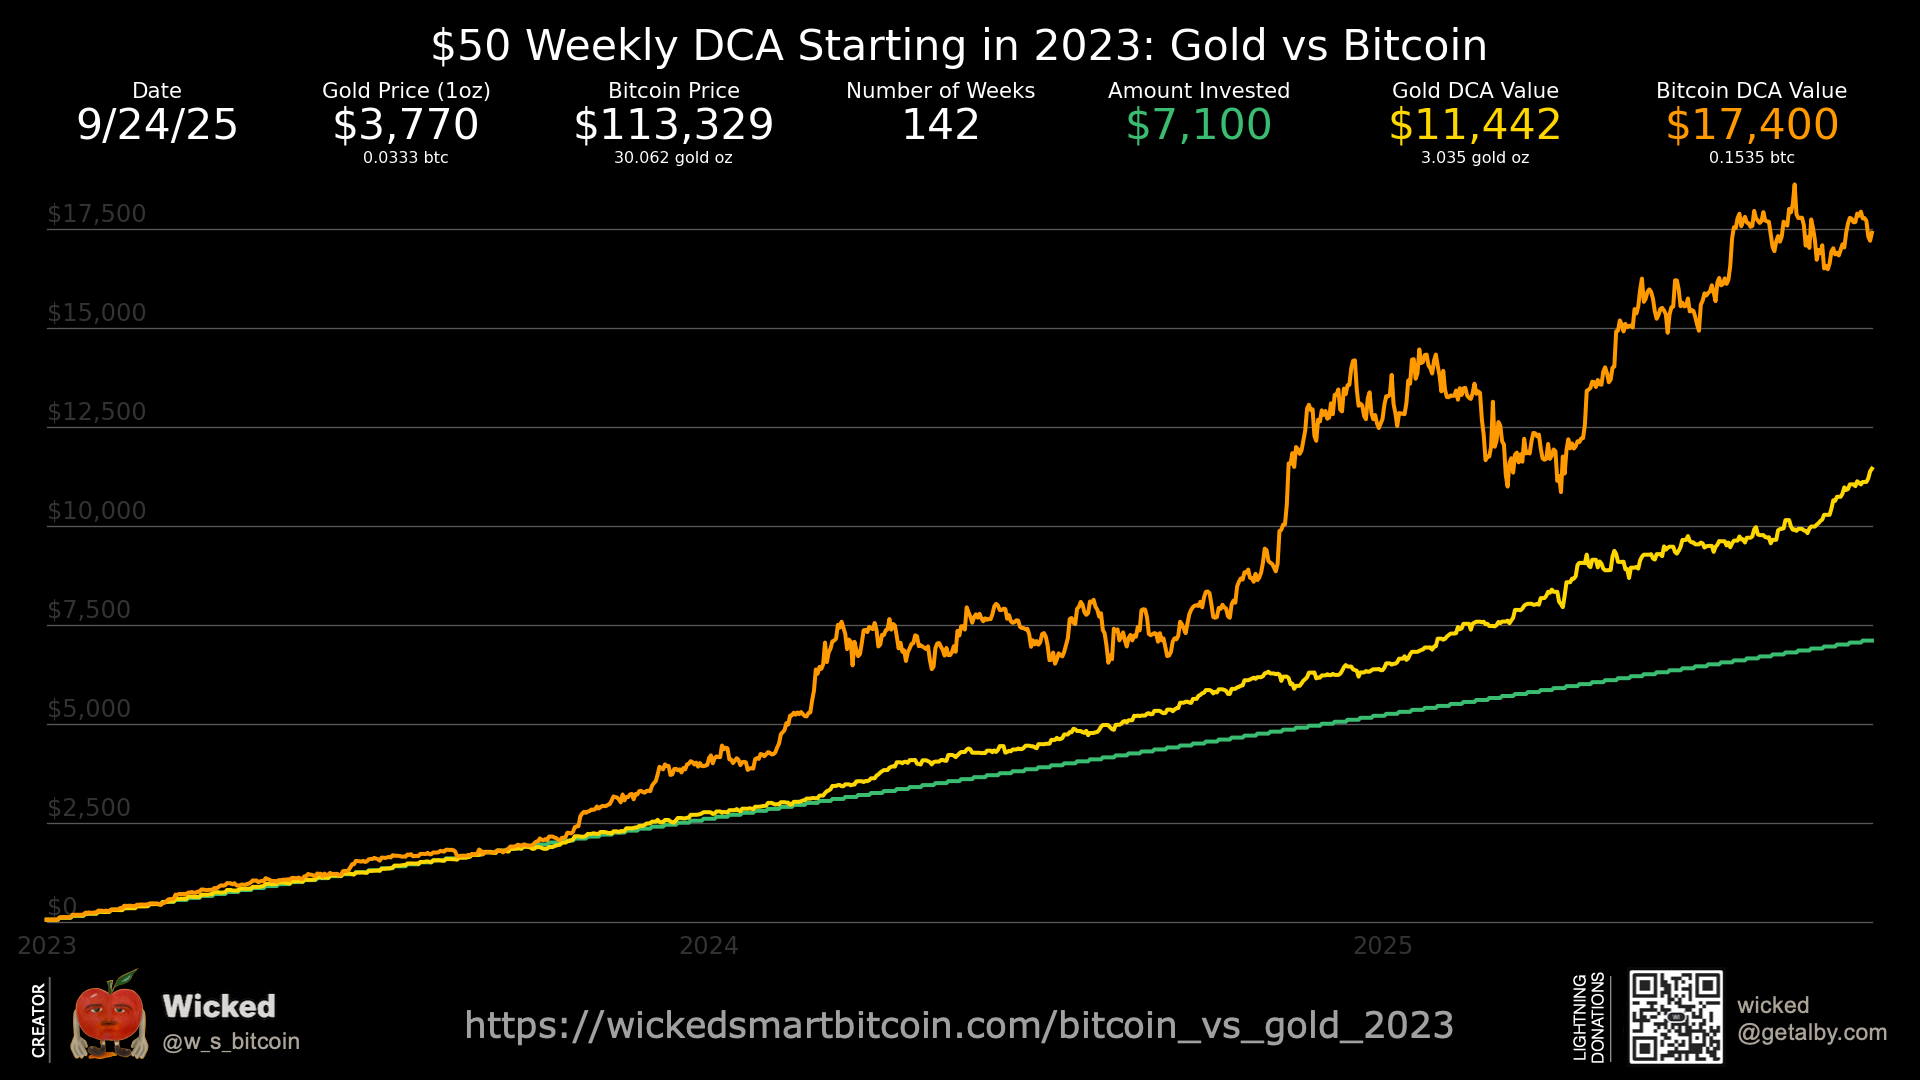 $50 Weekly DCA Starting in 2023: Gold vs Bitcoin
Date
9/24/25
Gold Price (1oz)
$3,770
0.0333 btc
Bitcoin Price
$113,329
30.062 gold oz
Number of Weeks
142
Amount Invested
$7,100
Gold DCA Value
$11,442
3.035 gold oz
Bitcoin DCA Value
$17,400
0.1535 btc
$17,500
$15,000
$12,500
$10,000
$7,500
$5,000
$2,500
$0
2023
2024
2025
CREATOR
Wicked
@w_s_bitcoin
https://wickedsmartbitcoin.com/bitcoin_vs_gold_2023
LIGHTNING
DONATIONS
wicked
@getalby.com